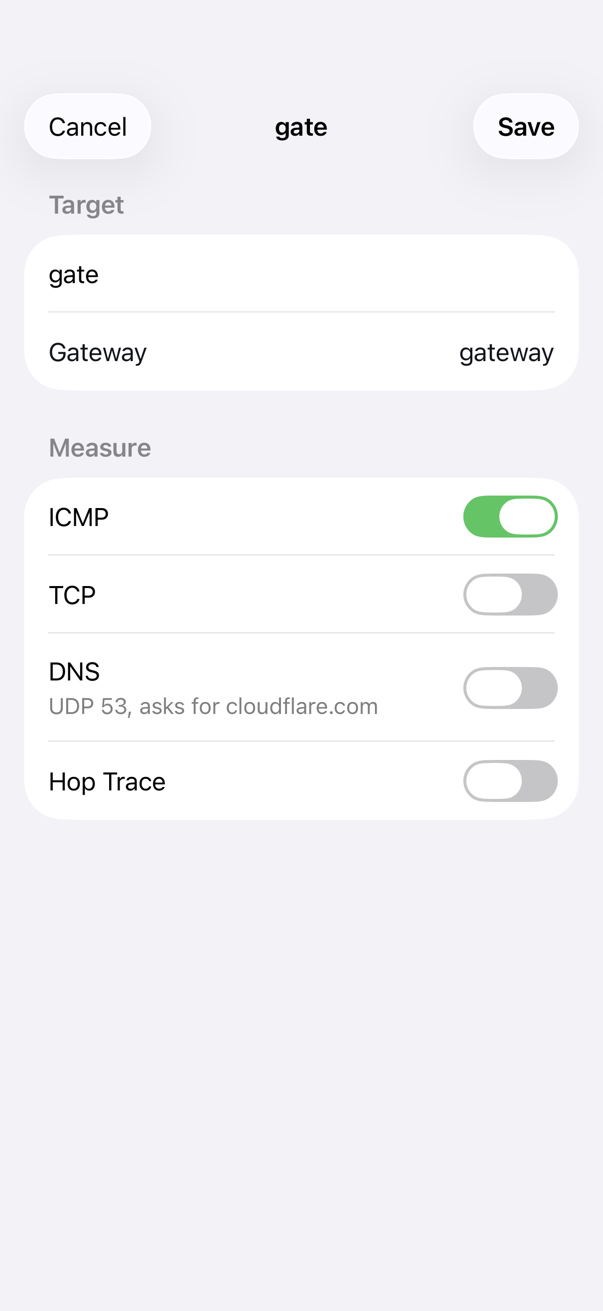 Cancel
gate
Save
Target
gate
Gateway
gateway
Measure
ICMP
TCP
DNS
UDP 53, asks for cloudflare.com
Hop Trace